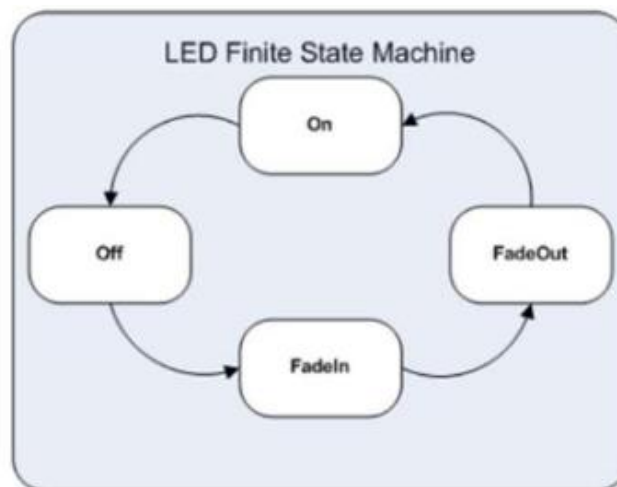 LED Finite State Machine
On
Off
FadeOut
FadeIn